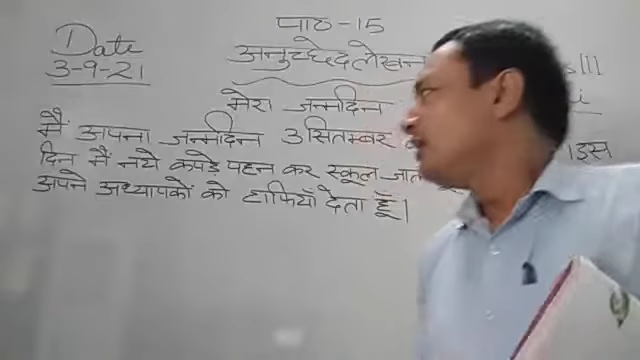 पाठ-15
Date
3-9-21
अनुच्छेदलेखन
III
मेरा जन्मदिन
मैं अपना जन्मदिन 3 सितम्बर
।इस
दिन मैं नये कपड़े पहन कर स्कूल
अपने अध्यापकों को टाफियाँ देता हूँ।